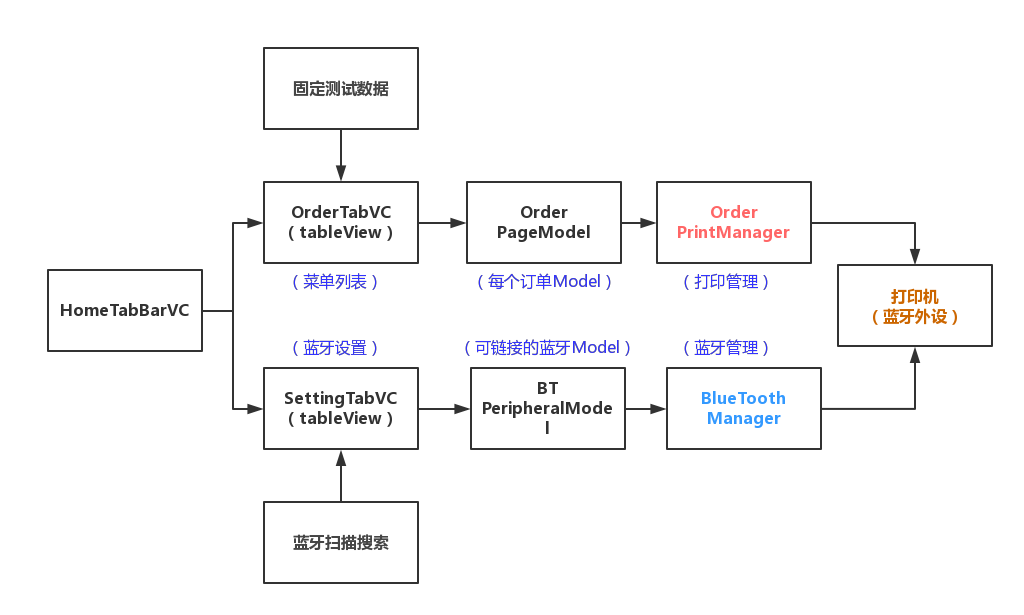 固定测试数据
OrderTabVC
（tableView）
Order
PageModel
Order
PrintManager
（菜单列表）
（每个订单Model）
（打印管理）
HomeTabBarVC
打印机
（蓝牙外设）
（蓝牙设置）
（可链接的蓝牙Model）
（蓝牙管理）
SettingTabVC
（tableView）
BT
PeripheralMode
l
BlueTooth
Manager
蓝牙扫描搜索